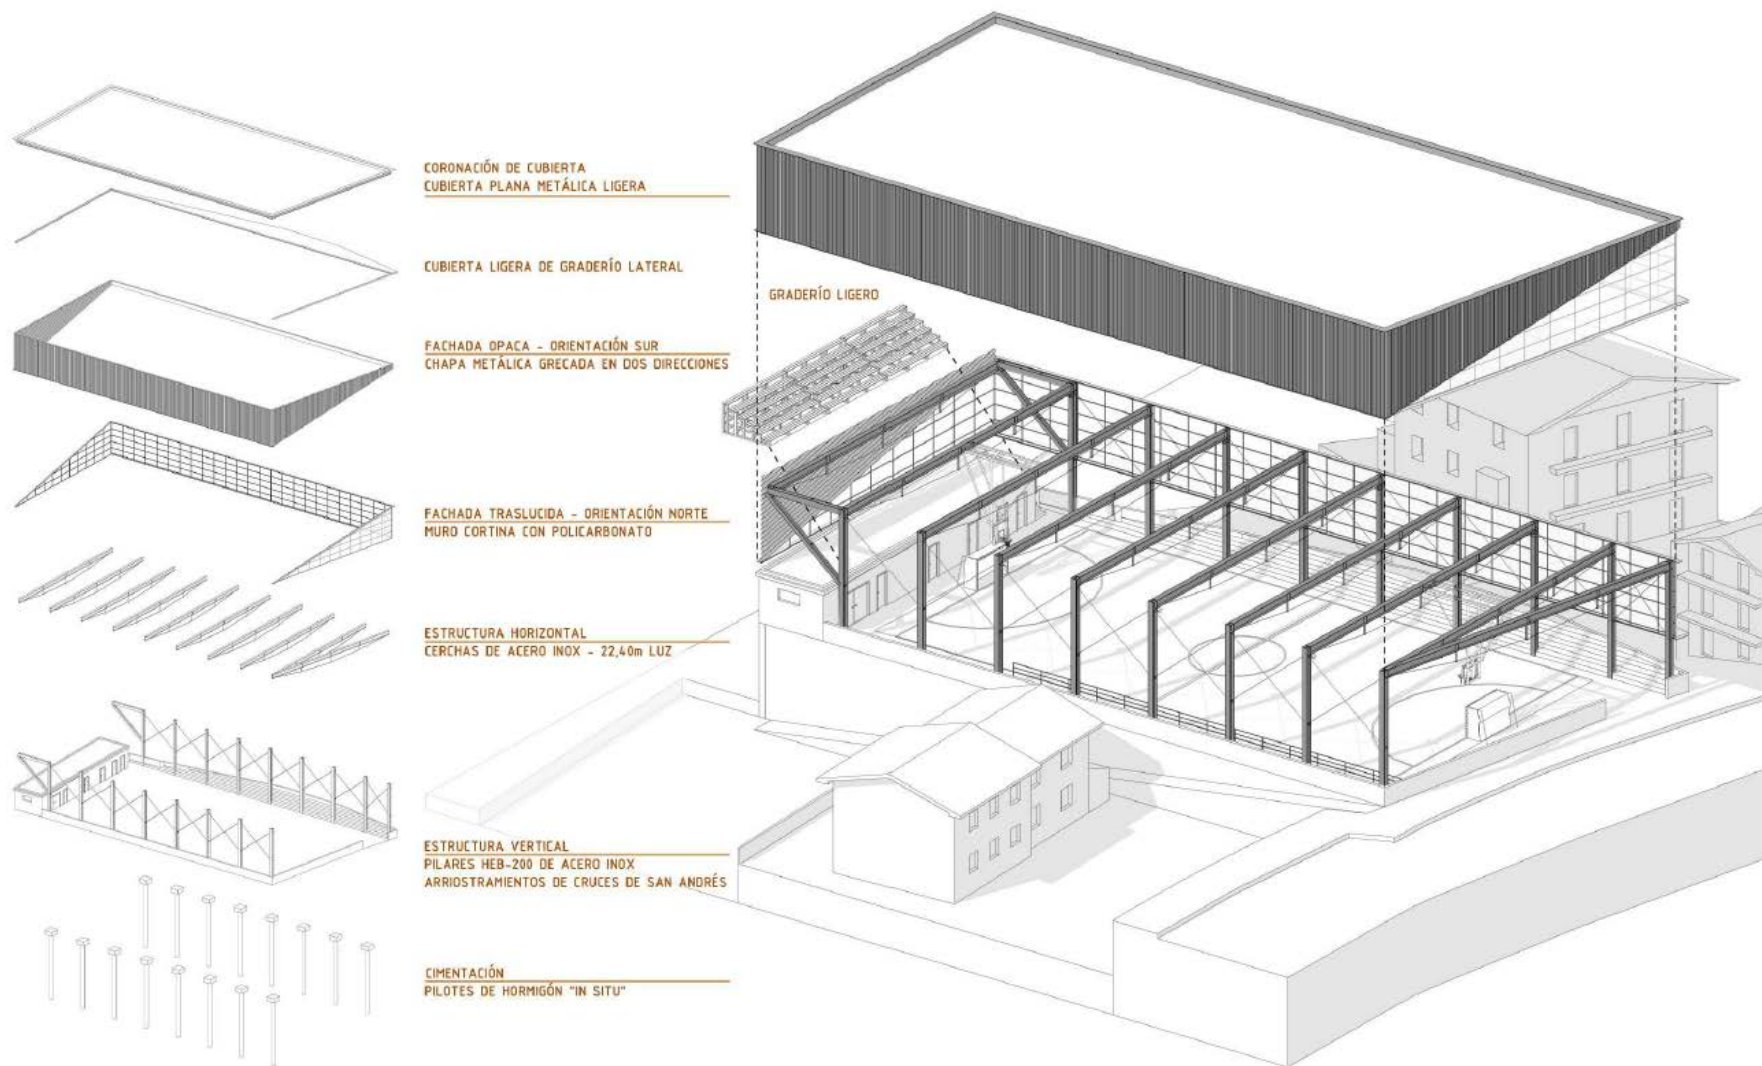 CORONACIÓN DE CUBIERTA
CUBIERTA PLANA METÁLICA LIGERA
CUBIERTA LIGERA DE GRADERÍO LATERAL
GRADERÍO LIGERO
FACHADA OPACA - ORIENTACIÓN SUR
CHAPA METÁLICA GRECADA EN DOS DIRECCIONES
FACHADA TRASLUCIDA - ORIENTACIÓN NORTE
MURO CORTINA CON POLICARBONATO
ESTRUCTURA HORIZONTAL
CERCHAS DE ACERO INOX - 22,40m LUZ
ESTRUCTURA VERTICAL
PILARES HEB-200 DE ACERO INOX
ARRIOSTRAMIENTOS DE CRUCES DE SAN ANDRÉS
CIMENTACIÓN
PILOTES DE HORMIGÓN "IN SITU"